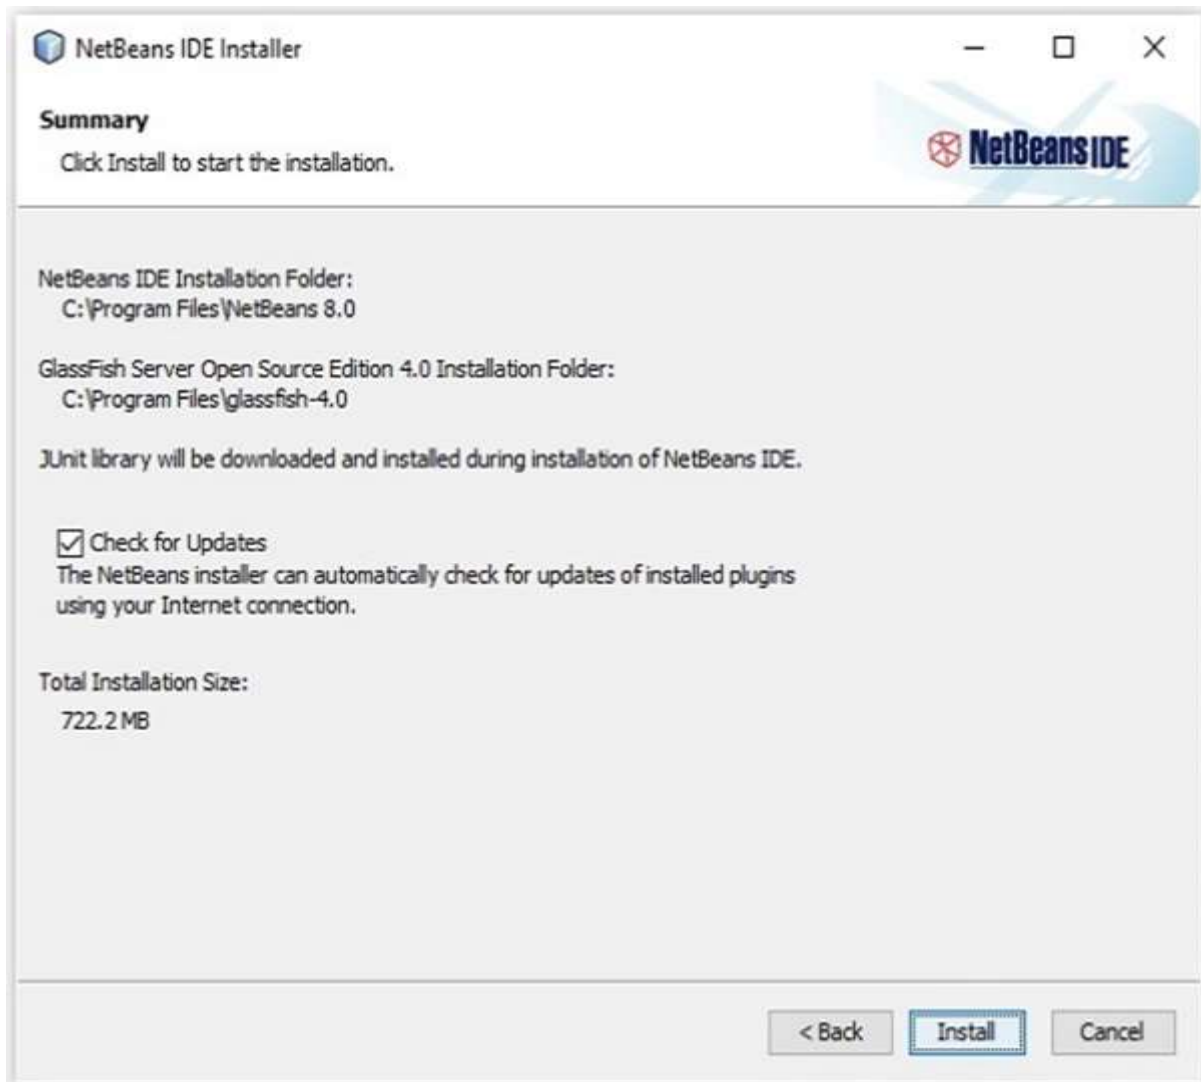 NetBeans IDE Installer
Summary
Click Install to start the installation.
NetBeans IDE
NetBeans IDE Installation Folder:
C:\Program Files\NetBeans 8.0
GlassFish Server Open Source Edition 4.0 Installation Folder:
C:\Program Files\glassfish-4.0
JUnit library will be downloaded and installed during installation of NetBeans IDE.
Check for Updates
The NetBeans installer can automatically check for updates of installed plugins
using your Internet connection.
Total Installation Size:
722.2 MB
< Back Install Cancel